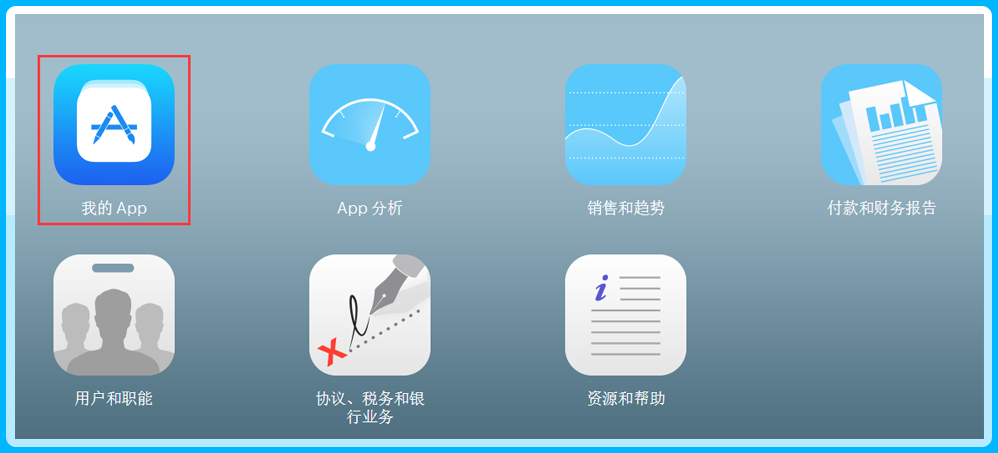 我的 App
App 分析
销售和趋势
付款和财务报告
用户和职能
协议、税务和银
行业务
资源和帮助